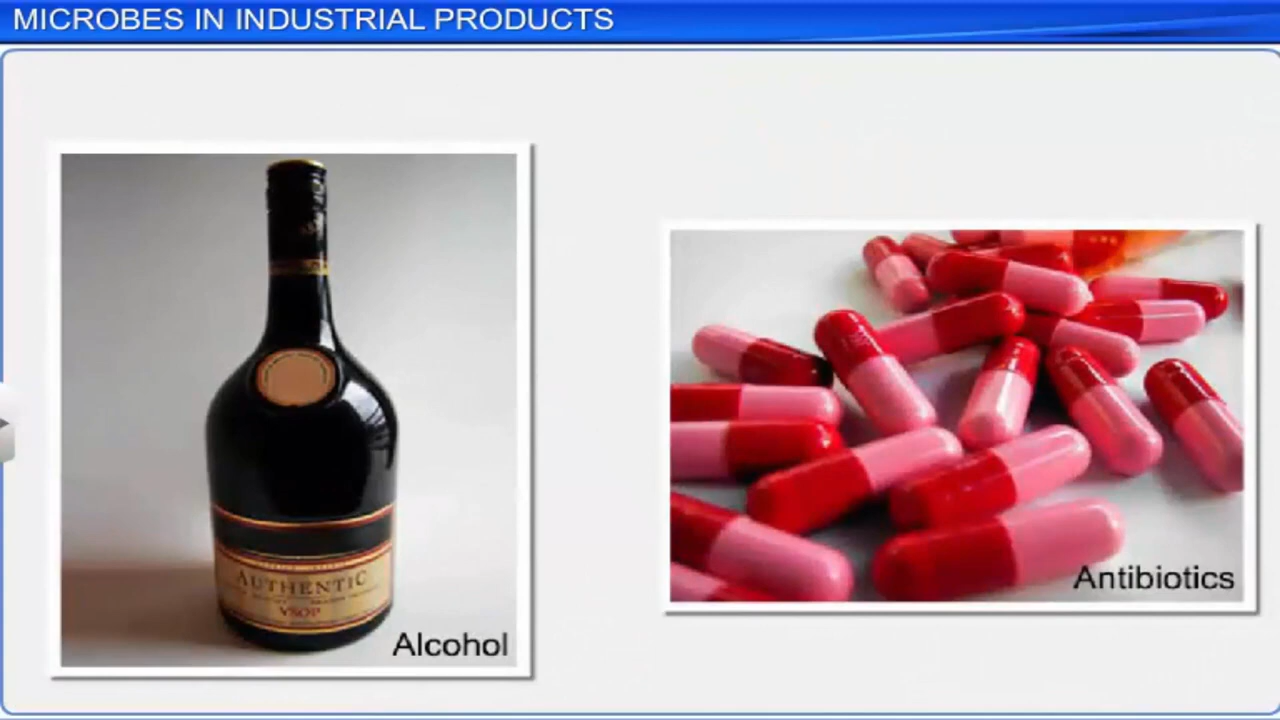 MICROBES IN INDUSTRIAL PRODUCTS
AUTHENTIC
VSOP
Alcohol
Antibiotics